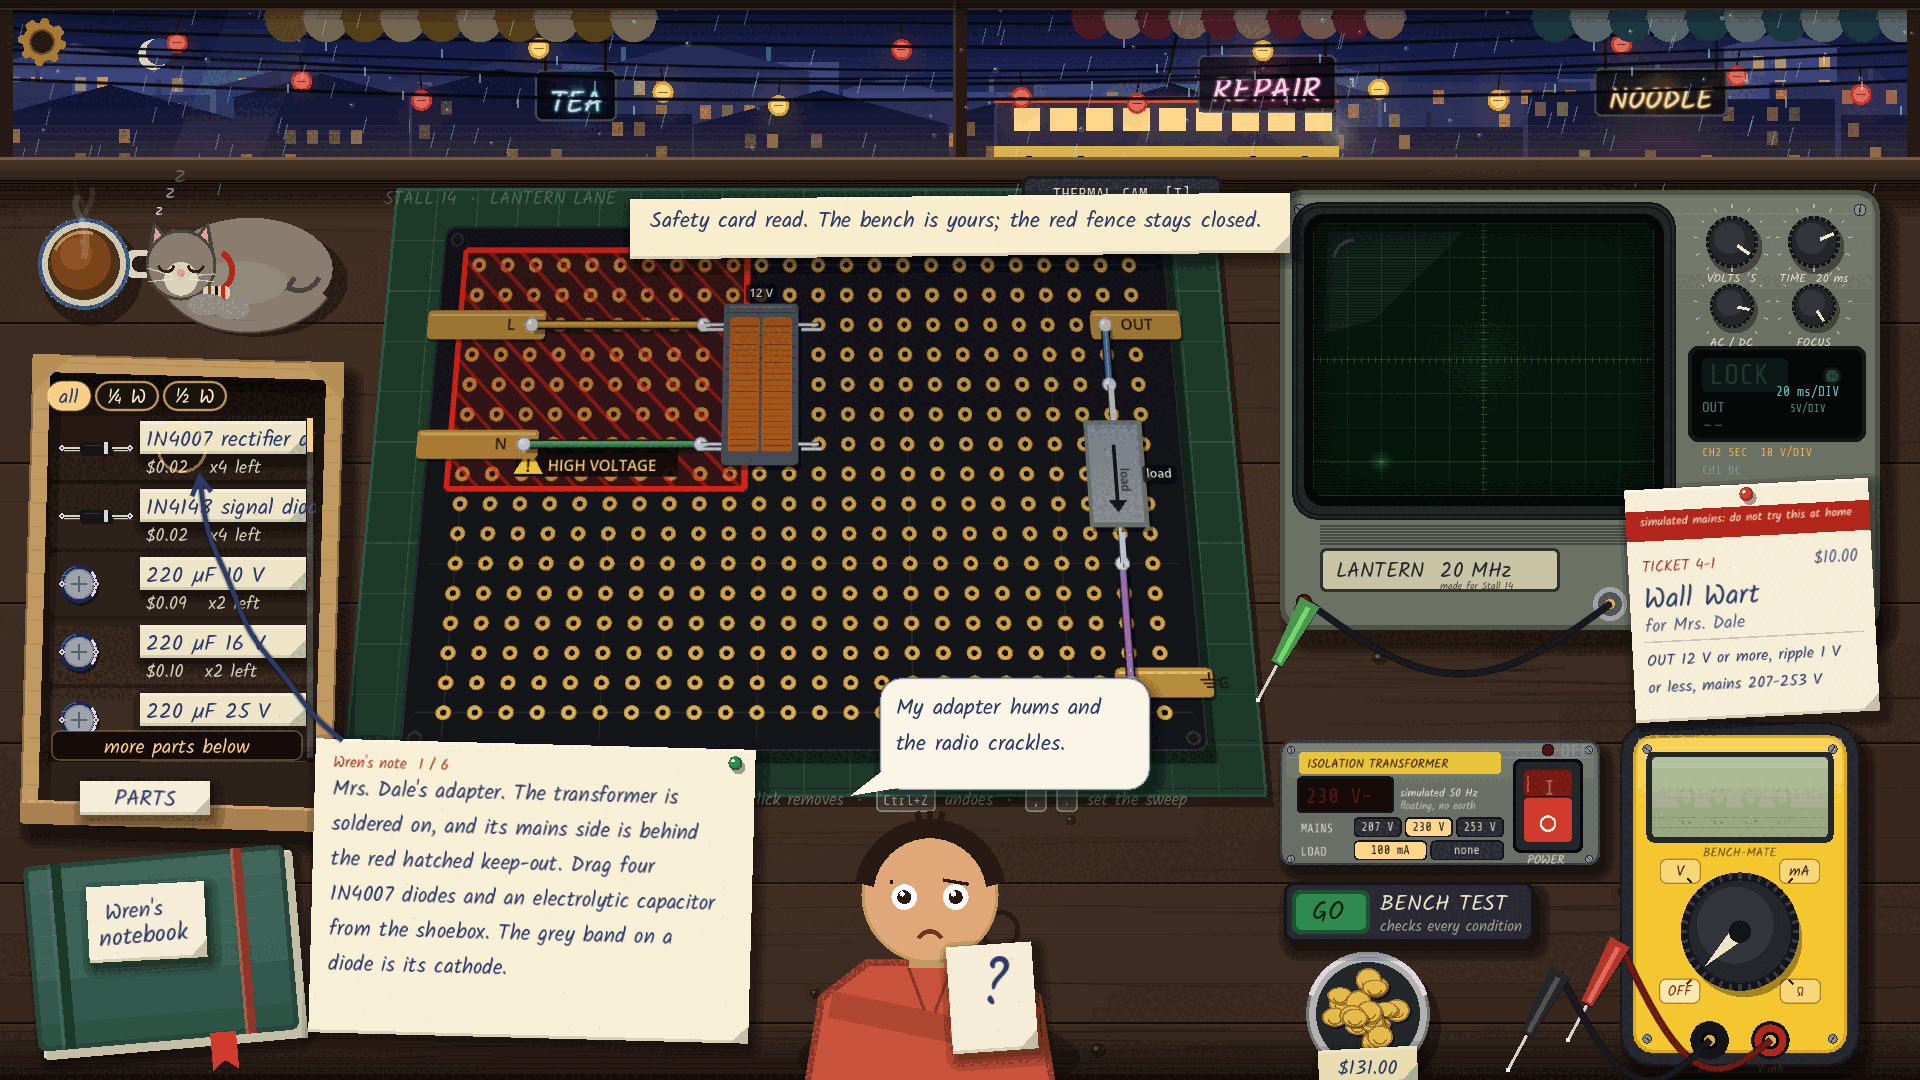 TEA
REPAIR
NOODLE
STALL 14 · LANTERN LANE
THERMAL CAM [T]
Safety card read. The bench is yours; the red fence stays closed.
12 V
L
OUT
N
HIGH VOLTAGE
load
load
G
all
¼ W
½ W
1N4007 rectifier
$0.02 x4 left
1N4148 signal
$0.02 x4 left
220 µF 10 V
$0.09 x2 left
220 µF 16 V
$0.10 x2 left
220 µF 25 V
more parts below
PARTS
Wren's
notebook
Wren's note 1 / 6
Mrs. Dale's adapter. The transformer is
soldered on, and its mains side is behind
the red hatched keep-out. Drag four
1N4007 diodes and an electrolytic capacitor
from the shoebox. The grey band on a
diode is its cathode.
My adapter hums and
the radio crackles.
removes · Ctrl+Z undoes · , . set the sweep
?
VOLTS 5
TIME 20 ms
AC / DC
FOCUS
LOCK
20 ms/DIV
OUT
5V/DIV
--
CH2 SEC 10 V/DIV
CH1 DC
LANTERN 20 MHz
made for Stall 14
simulated mains: do not try this at home
TICKET 4-1
$10.00
Wall Wart
for Mrs. Dale
OUT 12 V or more, ripple 1 V
or less, mains 207-253 V
ISOLATION TRANSFORMER
OFF
230 V~
simulated 50 Hz
floating, no earth
MAINS
207 V
230 V
253 V
LOAD
100 mA
none
I
POWER
GO
BENCH TEST
checks every condition
$131.00
BENCH-MATE
V
mA
OFF
Ω